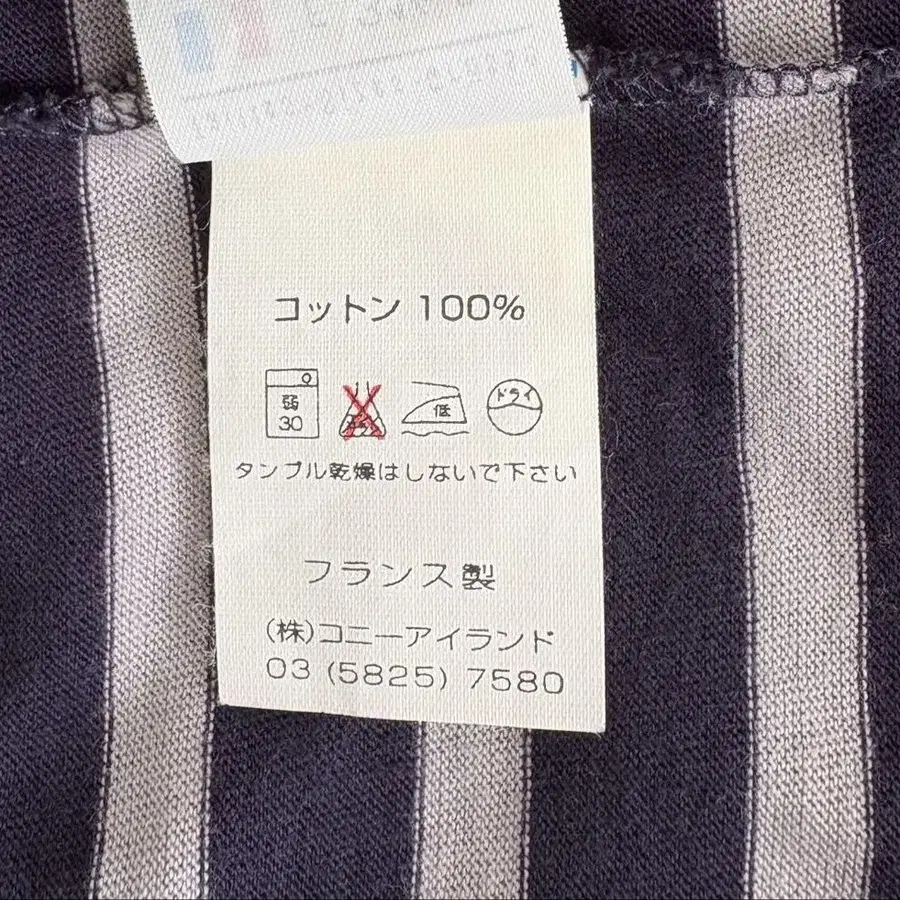 コットン 100%
弱
30
低
ドライ
タンブル乾燥はしないで下さい
フランス製
(株)コニーアイランド
03 (5825) 7580